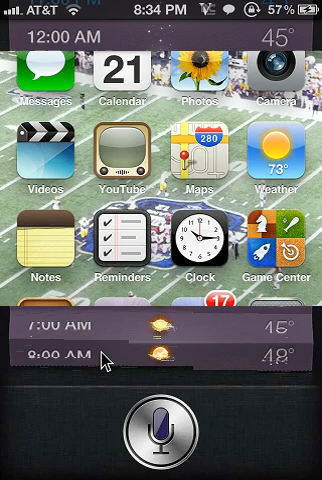 AT&T 8:34 PM 57%
12:00 AM 45°
21
Messages Calendar Photos Camera
280
73°
Videos YouTube Maps Weather
Notes Reminders Clock Game Center
17
7:00 AM 45°
8:00 AM 48°